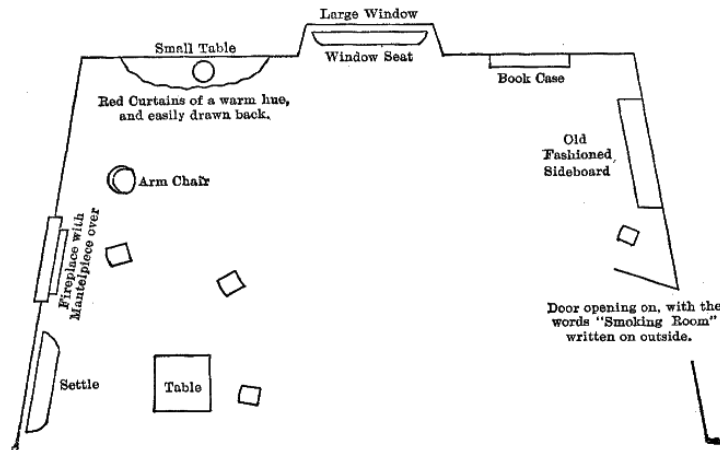 Large Window
Small Table
Window Seat
Book Case
Red Curtains of a warm hue,
and easily drawn back.
Old
Fashioned
Sideboard
Arm Chair
Fireplace with
Mantelpiece over
Door opening on, with the
words "Smoking Room"
written on outside.
Settle
Table